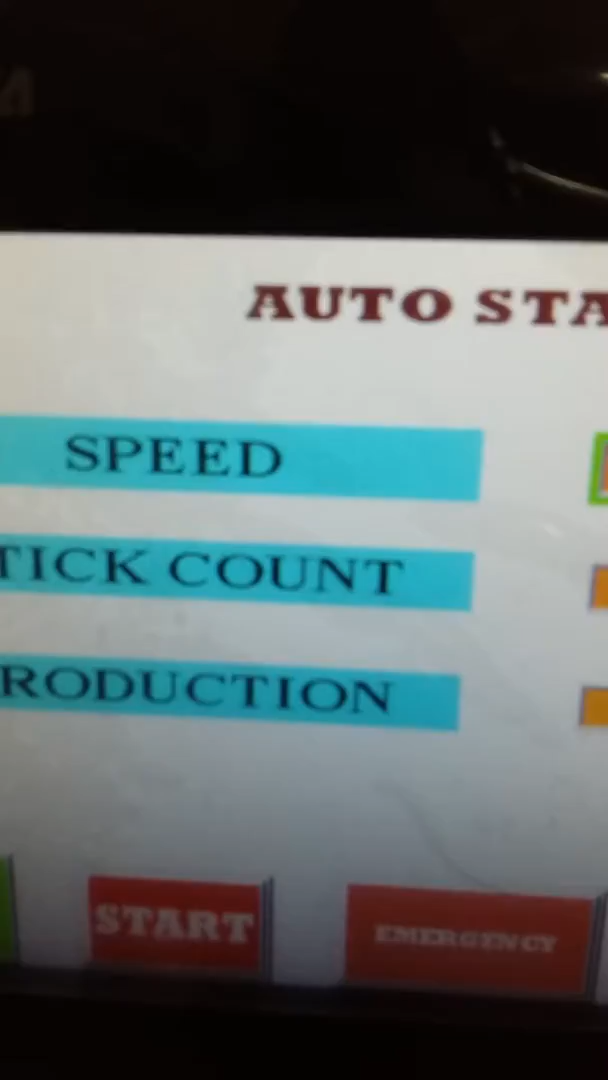 AUTO STA
SPEED
TICK COUNT
RODUCTION
START
EMERGENCY